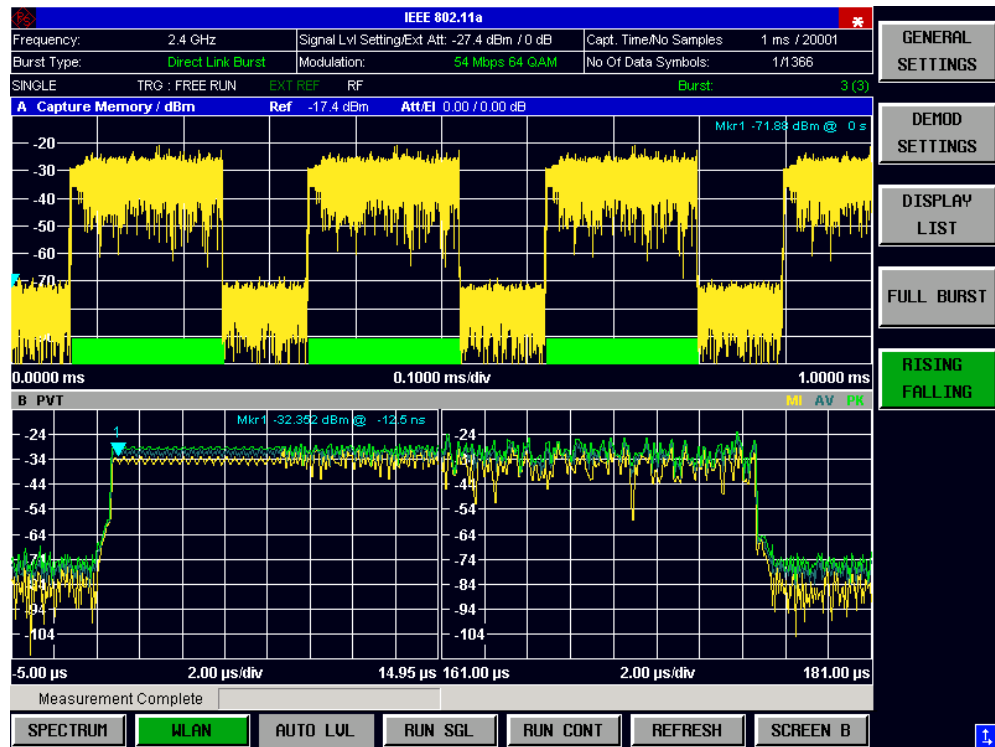 IEEE 802.11a
Frequency: 2.4 GHz Signal Lvl Setting/Ext Att: -27.4 dBm / 0 dB Capt. Time/No Samples 1 ms / 20001
Burst Type: Direct Link Burst Modulation: 54 Mbps 64 QAM No Of Data Symbols: 1/1366
SINGLE TRG : FREE RUN EXT REF RF Burst: 3 (3)
A Capture Memory / dBm Ref -17.4 dBm Att/El 0.00 / 0.00 dB
Mkr1 -71.88 dBm @ 0 s
-20
-30
-40
-50
-60
-70
0.0000 ms 0.1000 ms/div 1.0000 ms
B PVT MI AV PK
Mkr1 -32.352 dBm @ -12.5 ns
1
-24 -24
-34 -34
-44 -44
-54 -54
-64 -64
-74 -74
-84 -84
-94 -94
-104 -104
-5.00 µs 2.00 µs/div 14.95 µs 161.00 µs 2.00 µs/div 181.00 µs
Measurement Complete
SPECTRUM WLAN AUTO LVL RUN SGL RUN CONT REFRESH SCREEN B
GENERAL
SETTINGS
DEMOD
SETTINGS
DISPLAY
LIST
FULL BURST
RISING
FALLING